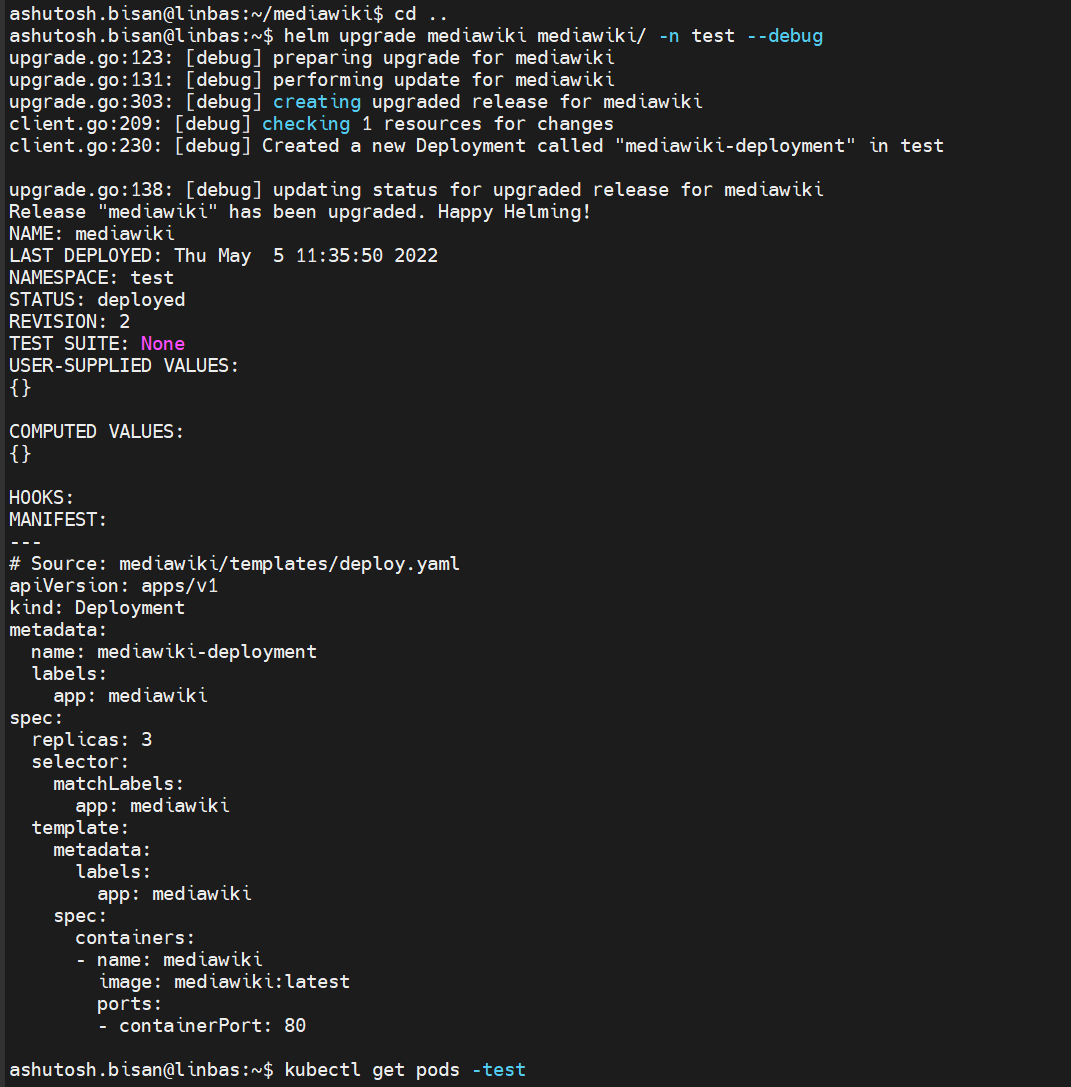 ashutosh.bisan@linbas:~/mediawiki$ cd ..
ashutosh.bisan@linbas:~$ helm upgrade mediawiki mediawiki/ -n test --debug
upgrade.go:123: [debug] preparing upgrade for mediawiki
upgrade.go:131: [debug] performing update for mediawiki
upgrade.go:303: [debug] creating upgraded release for mediawiki
client.go:209: [debug] checking 1 resources for changes
client.go:230: [debug] Created a new Deployment called "mediawiki-deployment" in test

upgrade.go:138: [debug] updating status for upgraded release for mediawiki
Release "mediawiki" has been upgraded. Happy Helming!
NAME: mediawiki
LAST DEPLOYED: Thu May  5 11:35:50 2022
NAMESPACE: test
STATUS: deployed
REVISION: 2
TEST SUITE: None
USER-SUPPLIED VALUES:
{}

COMPUTED VALUES:
{}

HOOKS:
MANIFEST:
---
# Source: mediawiki/templates/deploy.yaml
apiVersion: apps/v1
kind: Deployment
metadata:
  name: mediawiki-deployment
  labels:
    app: mediawiki
spec:
  replicas: 3
  selector:
    matchLabels:
      app: mediawiki
  template:
    metadata:
      labels:
        app: mediawiki
    spec:
      containers:
      - name: mediawiki
        image: mediawiki:latest
        ports:
        - containerPort: 80

ashutosh.bisan@linbas:~$ kubectl get pods -test